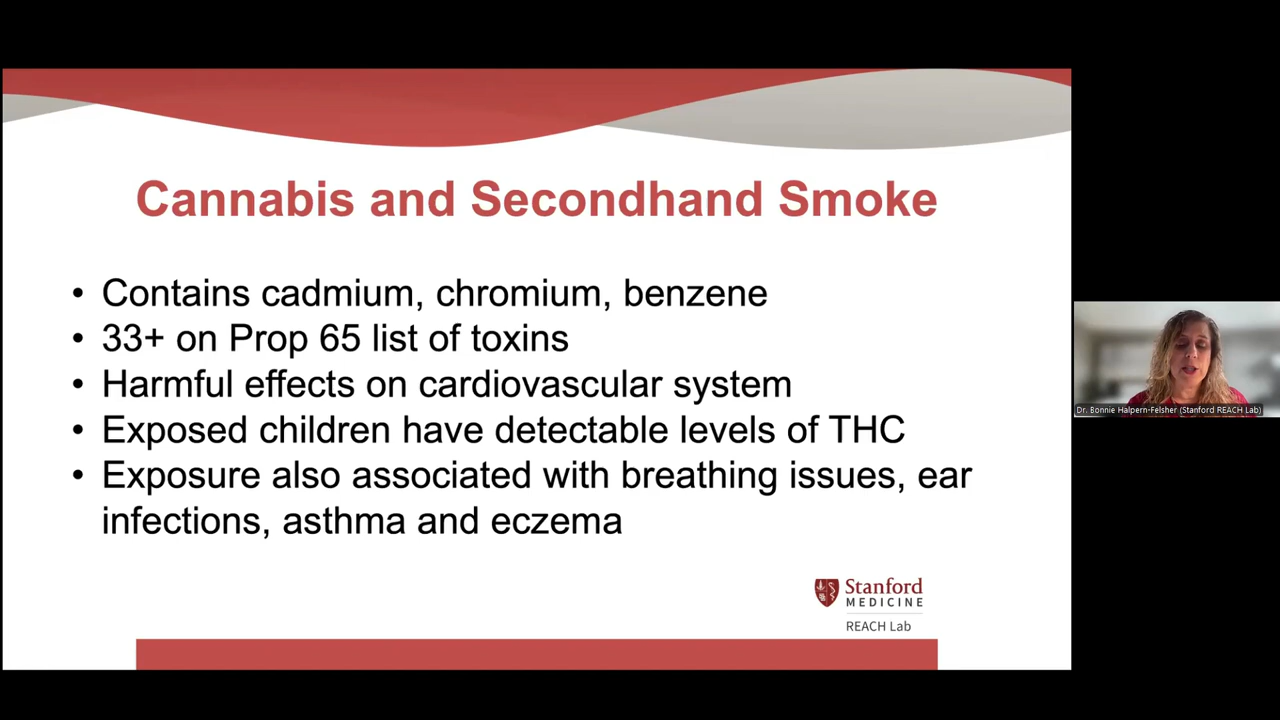 Cannabis and Secondhand Smoke
• Contains cadmium, chromium, benzene
• 33+ on Prop 65 list of toxins
• Harmful effects on cardiovascular system
• Exposed children have detectable levels of THC
• Exposure also associated with breathing issues, ear
infections, asthma and eczema
Stanford
MEDICINE
REACH Lab
Dr. Bonnie Halpern-Felsher (Stanford REACH Lab)